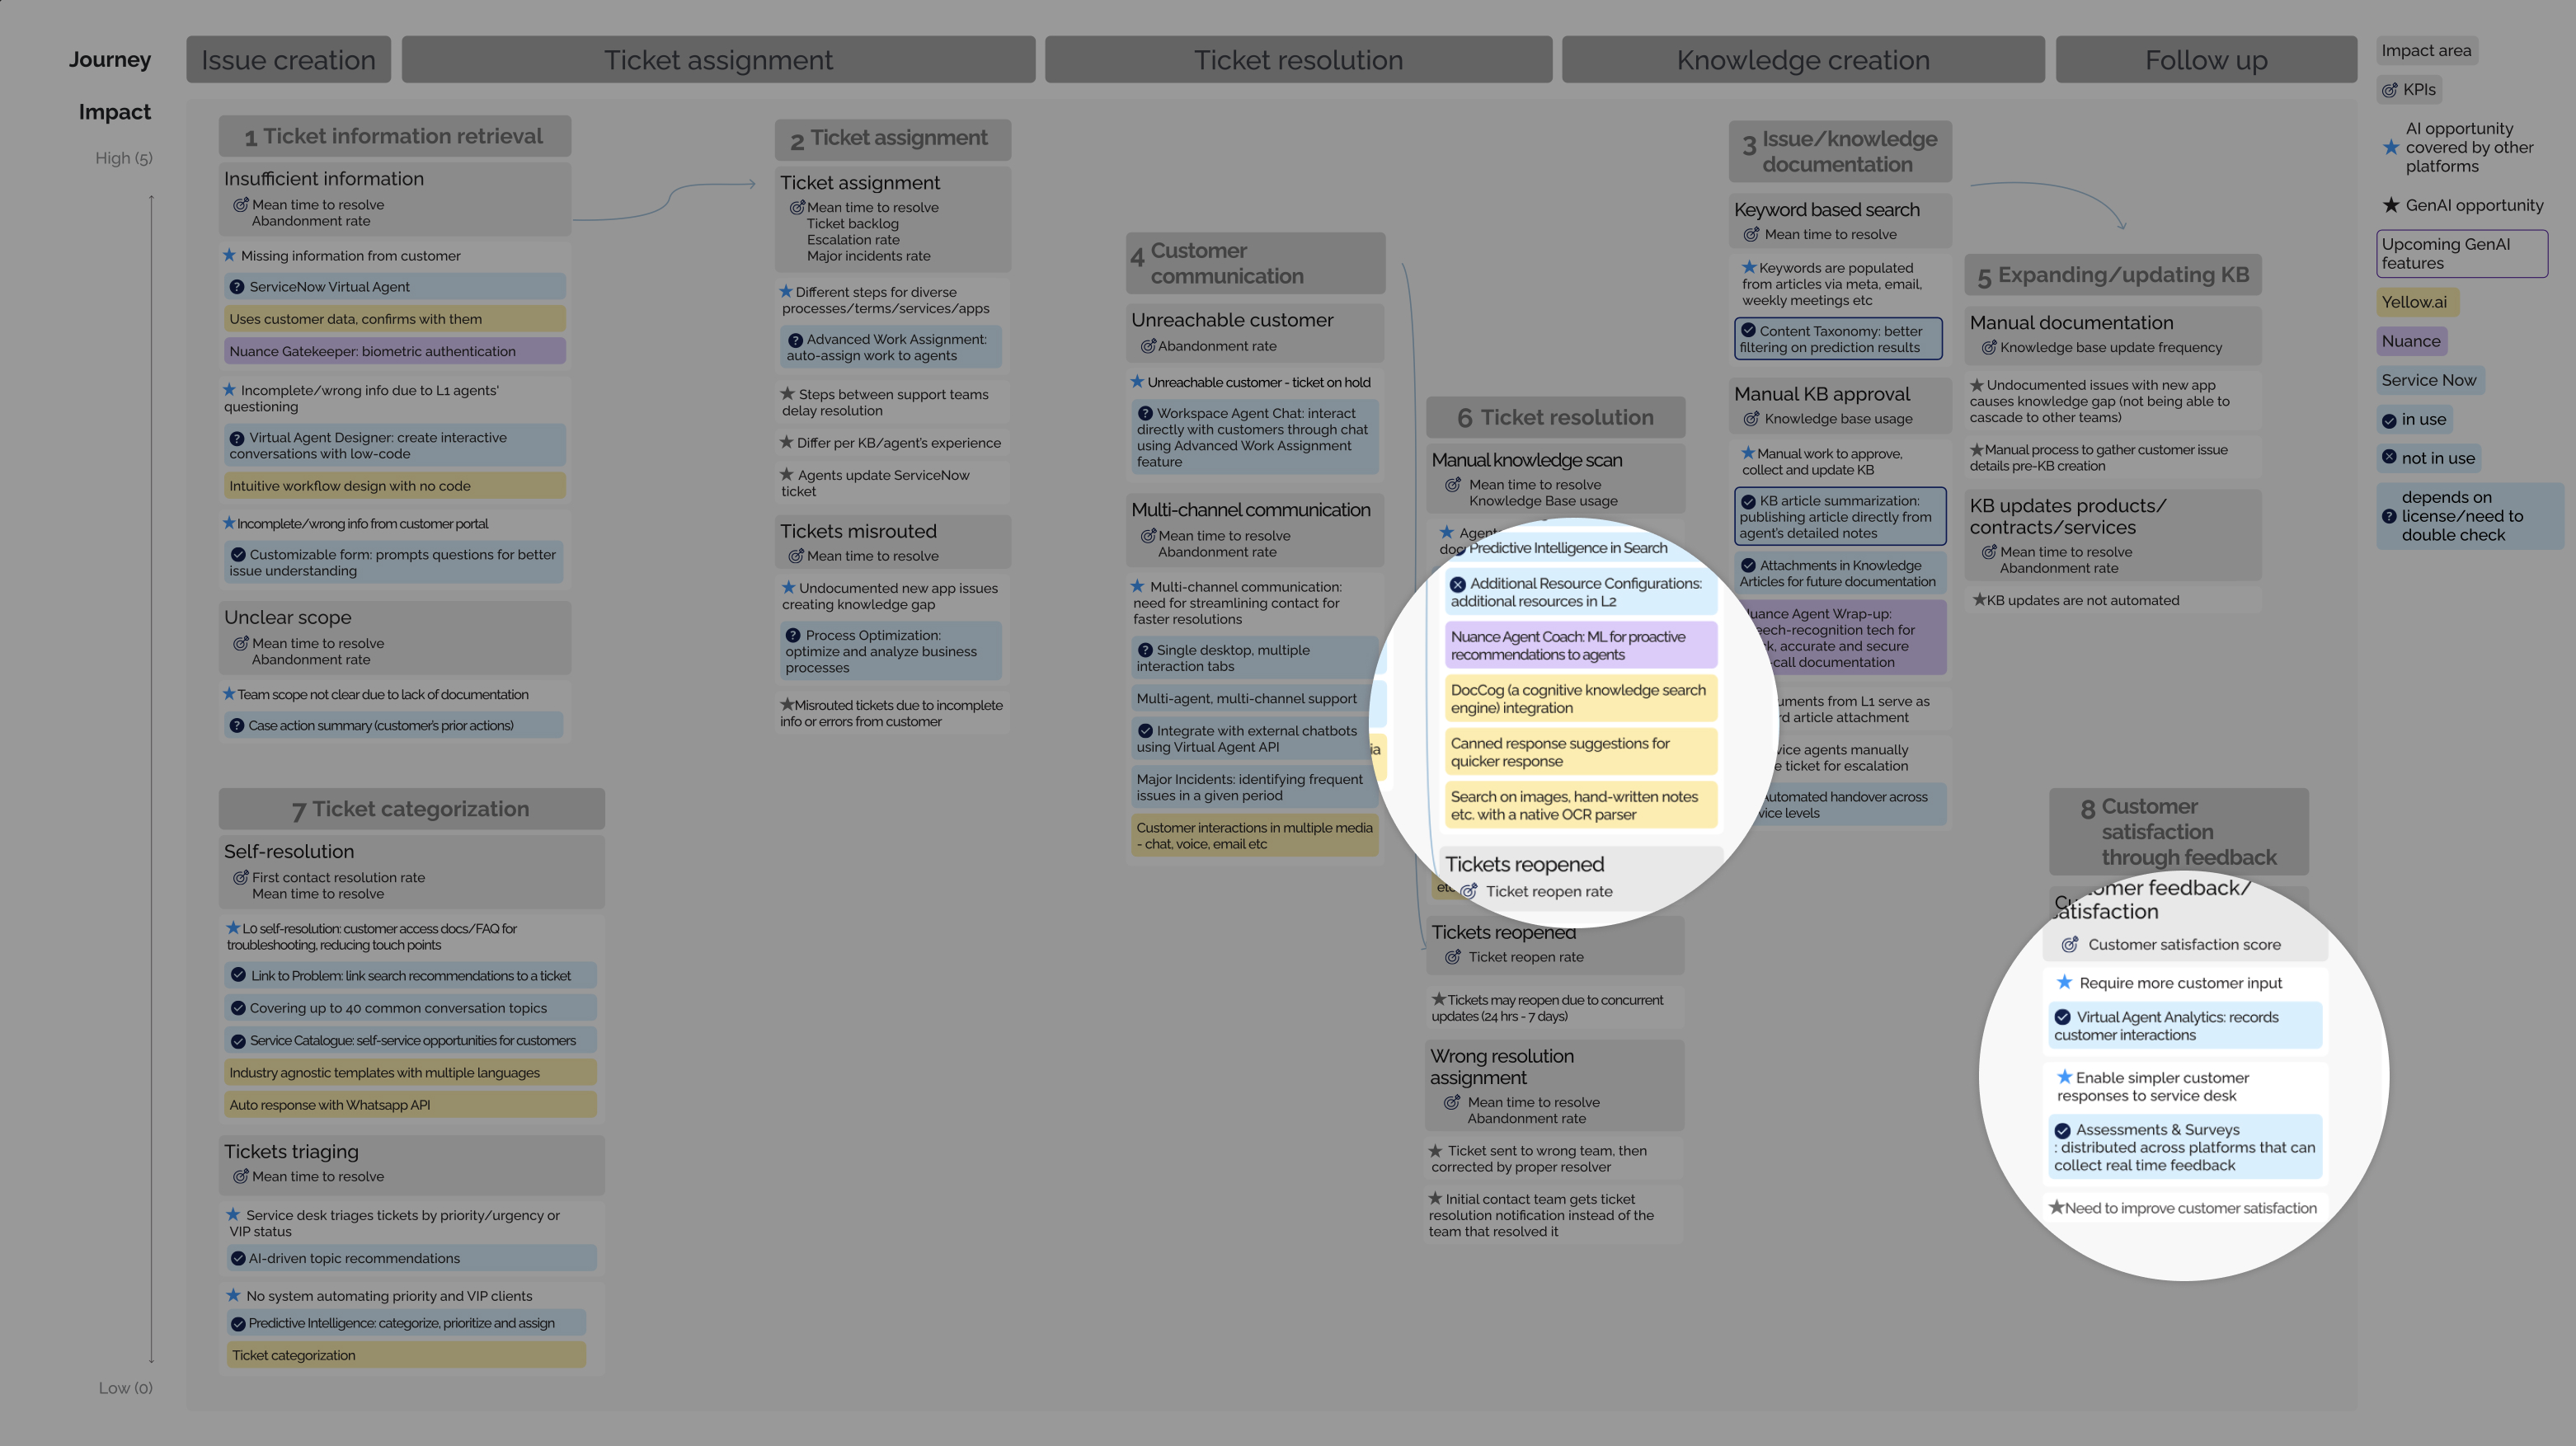 Journey
Issue creation
Ticket assignment
Ticket resolution
Knowledge creation
Follow up
Impact
High (5)
Low (0)
1 Ticket information retrieval
Insufficient information
Mean time to resolve
Abandonment rate
Missing information from customer
ServiceNow Virtual Agent
Uses customer data, confirms with them
Nuance Gatekeeper: biometric authentication
Incomplete/wrong info due to L1 agents'
questioning
Virtual Agent Designer: create interactive
conversations with low-code
Intuitive workflow design with no code
Incomplete/wrong info from customer portal
Customizable form: prompts questions for better
issue understanding
Unclear scope
Mean time to resolve
Abandonment rate
Team scope not clear due to lack of documentation
Case action summary (customer's prior actions)
7 Ticket categorization
Self-resolution
First contact resolution rate
Mean time to resolve
L0 self-resolution: customer access docs/FAQ for
troubleshooting, reducing touch points
Link to Problem: link search recommendations to a ticket
Covering up to 40 common conversation topics
Service Catalogue: self-service opportunities for customers
Industry agnostic templates with multiple languages
Auto response with Whatsapp API
Tickets triaging
Mean time to resolve
Service desk triages tickets by priority/urgency or
VIP status
AI-driven topic recommendations
No system automating priority and VIP clients
Predictive Intelligence: categorize, prioritize and assign
Ticket categorization
2 Ticket assignment
Ticket assignment
Mean time to resolve
Ticket backlog
Escalation rate
Major incidents rate
Different steps for diverse
processes/terms/services/apps
Advanced Work Assignment:
auto-assign work to agents
Steps between support teams
delay resolution
Differ per KB/agent's experience
Agents update ServiceNow
ticket
Tickets misrouted
Mean time to resolve
Undocumented new app issues
creating knowledge gap
Process Optimization:
optimize and analyze business
processes
Misrouted tickets due to incomplete
info or errors from customer
4 Customer
communication
Unreachable customer
Abandonment rate
Unreachable customer - ticket on hold
Workspace Agent Chat: interact
directly with customers through chat
using Advanced Work Assignment
feature
Multi-channel communication
Mean time to resolve
Abandonment rate
Multi-channel communication:
need for streamlining contact for
faster resolutions
Single desktop, multiple
interaction tabs
Multi-agent, multi-channel support
Integrate with external chatbots
using Virtual Agent API
Major Incidents: identifying frequent
issues in a given period
Customer interactions in multiple media
- chat, voice, email etc
6 Ticket resolution
Manual knowledge scan
Mean time to resolve
Knowledge Base usage
Predictive Intelligence in Search
Additional Resource Configurations:
additional resources in L2
Nuance Agent Coach: ML for proactive
recommendations to agents
DocCog (a cognitive knowledge search
engine) integration
Canned response suggestions for
quicker response
Search on images, hand-written notes
etc. with a native OCR parser
Tickets reopened
Ticket reopen rate
Tickets reopened
Ticket reopen rate
Tickets may reopen due to concurrent
updates (24 hrs - 7 days)
Wrong resolution
assignment
Mean time to resolve
Abandonment rate
Ticket sent to wrong team, then
corrected by proper resolver
Initial contact team gets ticket
resolution notification instead of the
team that resolved it
3 Issue/knowledge
documentation
Keyword based search
Mean time to resolve
Keywords are populated
from articles via meta, email,
weekly meetings etc
Content Taxonomy: better
filtering on prediction results
Manual KB approval
Knowledge base usage
Manual work to approve,
collect and update KB
KB article summarization:
publishing article directly from
agent's detailed notes
Attachments in Knowledge
Articles for future documentation
Agent Wrap-up:
tech for
accurate and secure
documentation
from L1 serve as
article attachment
agents manually
ticket for escalation
Automated handover across
levels
5 Expanding/updating KB
Manual documentation
Knowledge base update frequency
Undocumented issues with new app
causes knowledge gap (not being able to
cascade to other teams)
Manual process to gather customer issue
details pre-KB creation
KB updates products/
contracts/services
Mean time to resolve
Abandonment rate
KB updates are not automated
8 Customer
satisfaction
through feedback
feedback/
satisfaction
Customer satisfaction score
Require more customer input
Virtual Agent Analytics: records
customer interactions
Enable simpler customer
responses to service desk
Assessments & Surveys
: distributed across platforms that can
collect real time feedback
Need to improve customer satisfaction
Impact area
KPIs
AI opportunity
covered by other
platforms
GenAI opportunity
Upcoming GenAI
features
Yellow.ai
Nuance
Service Now
in use
not in use
depends on
license/need to
double check